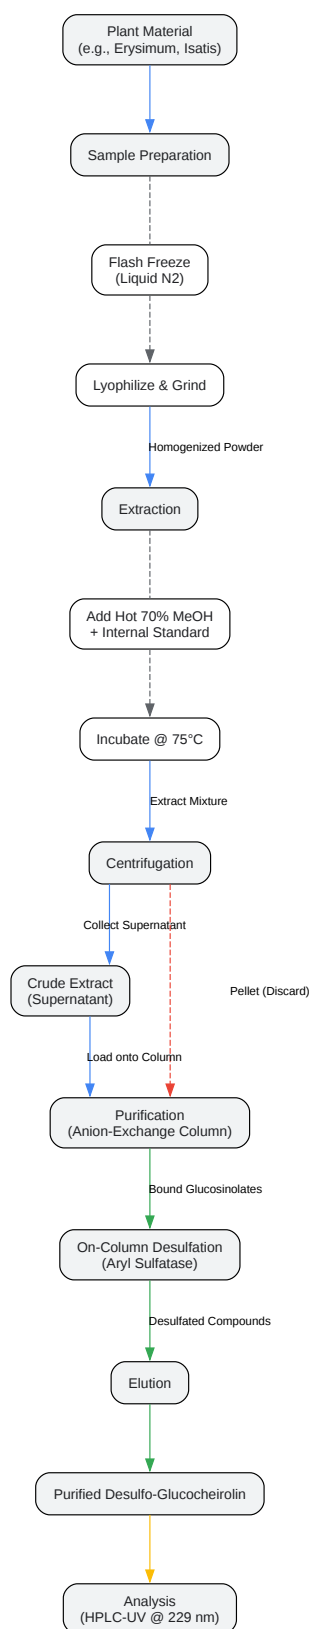 Plant Material
(e.g., Erysimum, Isatis)
Sample Preparation
Flash Freeze
(Liquid N2)
Lyophilize & Grind
Homogenized Powder
Extraction
Add Hot 70% MeOH
+ Internal Standard
Incubate @ 75°C
Extract Mixture
Centrifugation
Collect Supernatant
Crude Extract
(Supernatant)
Pellet (Discard)
Load onto Column
Purification
(Anion-Exchange Column)
Bound Glucosinolates
On-Column Desulfation
(Aryl Sulfatase)
Desulfated Compounds
Elution
Purified Desulfo-Glucocheirolin
Analysis
(HPLC-UV @ 229 nm)